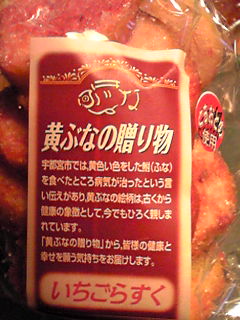 黄ぶなの贈り物
宇都宮市では、黄色い色をした鮒(ふな)
を食べたところ病気が治ったという言
い伝えがあり、黄ぶなの絵柄は、古くから
健康の象徴として、今でもひろく親しま
れています。
「黄ぶなの贈り物」から、皆様の健康と
幸せを願う気持ちをお届けします。
いちごらすく
使用